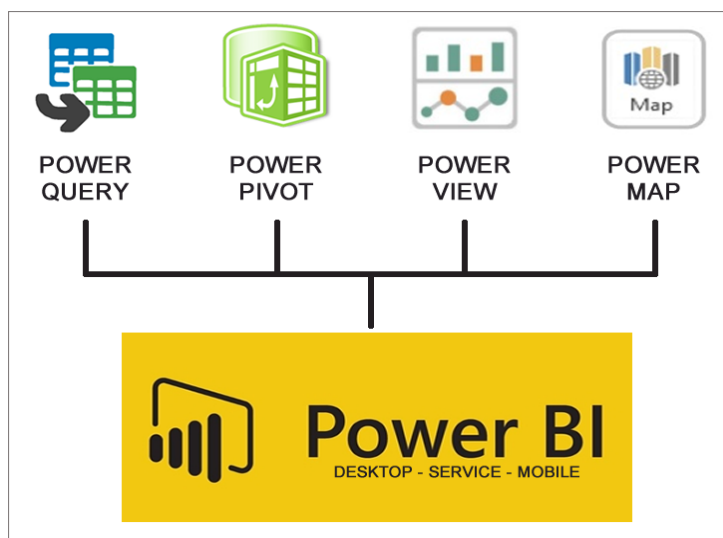 Map
POWER
QUERY
POWER
PIVOT
POWER
VIEW
POWER
MAP
Power BI
DESKTOP - SERVICE - MOBILE